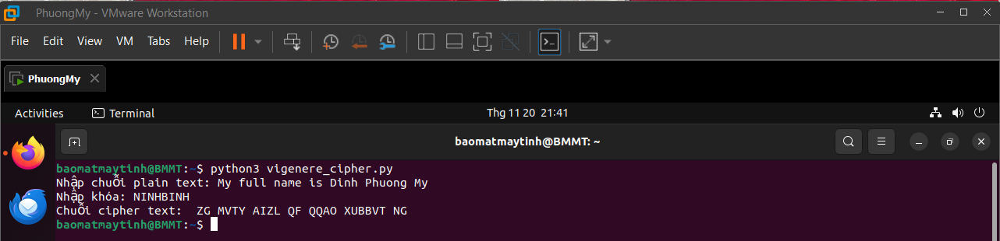 PhuongMy - VMware Workstation
File Edit View VM Tabs Help
PhuongMy
Activities Terminal Thg 11 20 21:41
baomatmaytinh@BMMT: ~
baomatmaytinh@BMMT:~$ python3 vigenere_cipher.py
Nhập chuỗi plain text: My full name is Dinh Phuong My
Nhập khóa: NINHBINH
Chuỗi cipher text:  ZG MVTY AIZL QF QQAO XUBBVT NG
baomatmaytinh@BMMT:~$